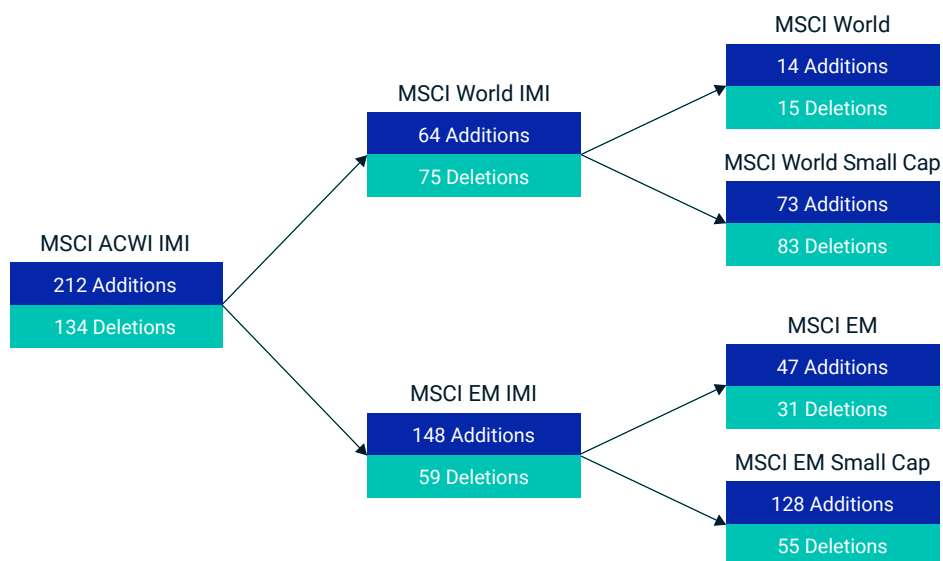 MSCI ACWI IMI
212 Additions
134 Deletions
MSCI World IMI
64 Additions
75 Deletions
MSCI EM IMI
148 Additions
59 Deletions
MSCI World
14 Additions
15 Deletions
MSCI World Small Cap
73 Additions
83 Deletions
MSCI EM
47 Additions
31 Deletions
MSCI EM Small Cap
128 Additions
55 Deletions